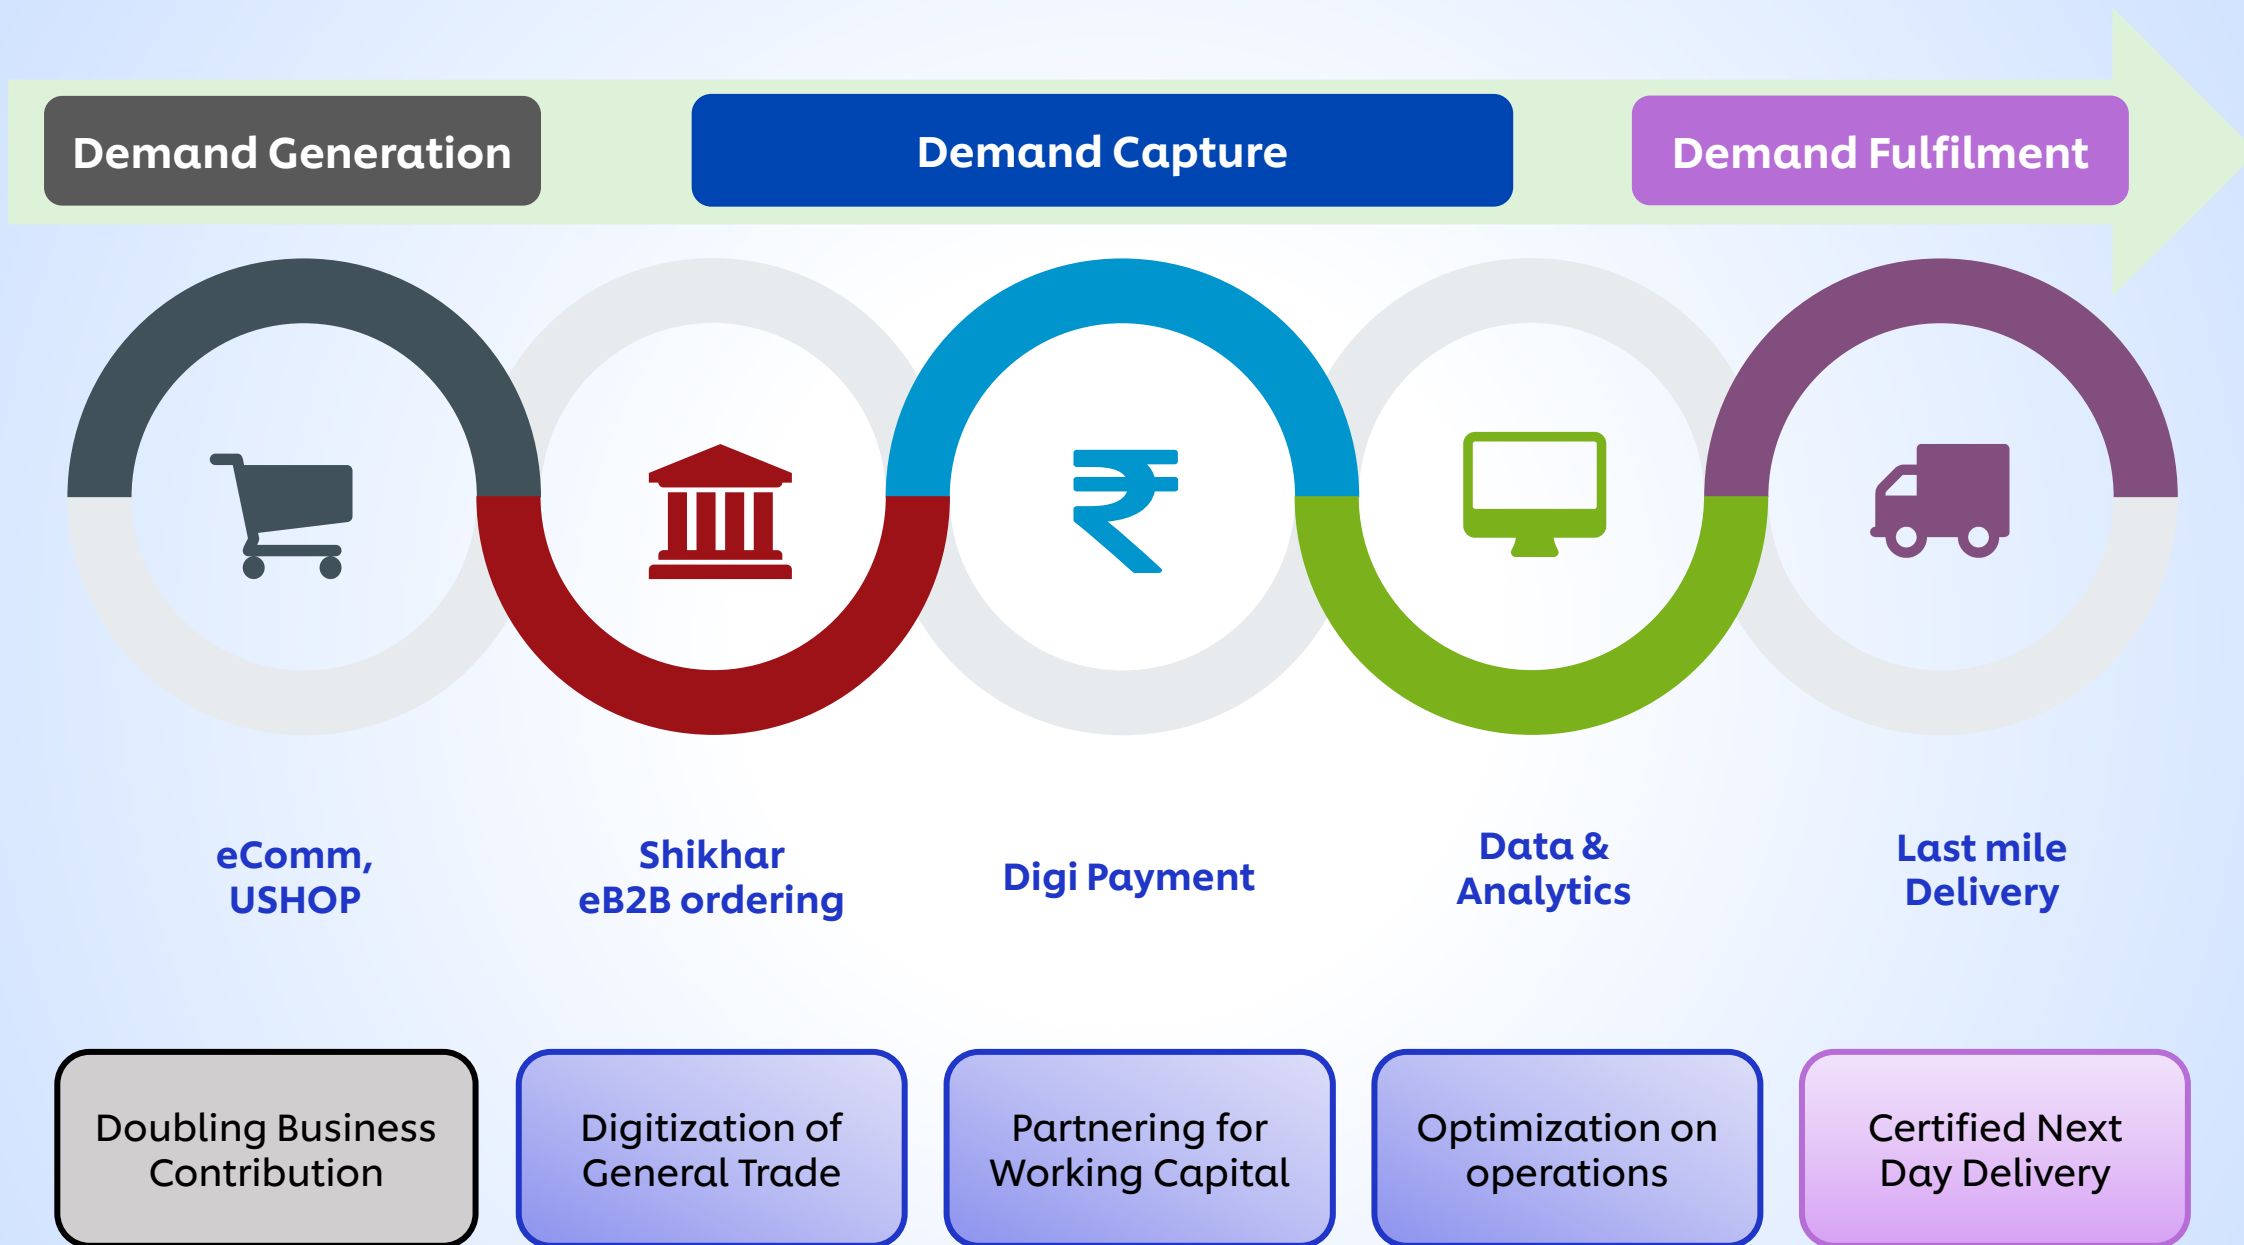 Demand Generation
Demand Capture
Demand Fulfilment
₹
eComm,
USHOP
Shikhar
eB2B ordering
Digi Payment
Data &
Analytics
Last mile
Delivery
Doubling Business
Contribution
Digitization of
General Trade
Partnering for
Working Capital
Optimization on
operations
Certified Next
Day Delivery